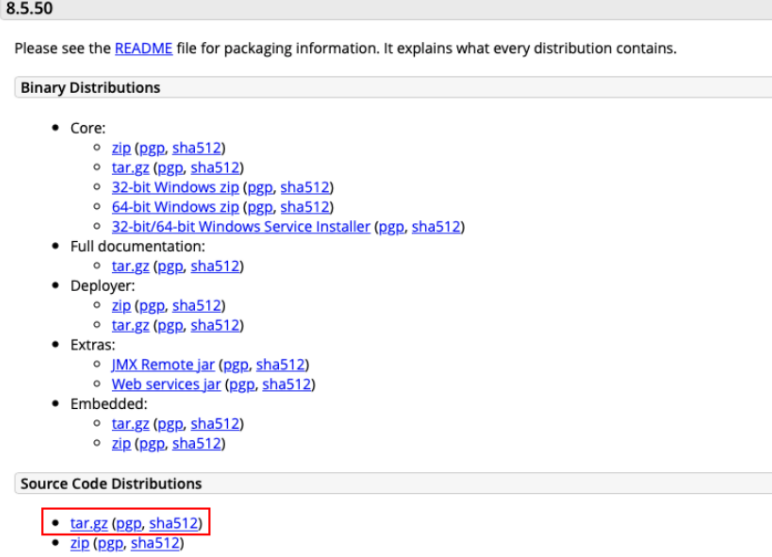 8.5.50
Please see the README file for packaging information. It explains what every distribution contains.
Binary Distributions
Core:
zip (pgp, sha512)
tar.gz (pgp, sha512)
32-bit Windows zip (pgp, sha512)
64-bit Windows zip (pgp, sha512)
32-bit/64-bit Windows Service Installer (pgp, sha512)
Full documentation:
tar.gz (pgp, sha512)
Deployer:
zip (pgp, sha512)
tar.gz (pgp, sha512)
Extras:
JMX Remote jar (pgp, sha512)
Web services jar (pgp, sha512)
Embedded:
tar.gz (pgp, sha512)
zip (pgp, sha512)
Source Code Distributions
tar.gz (pgp, sha512)
zip (pgp, sha512)